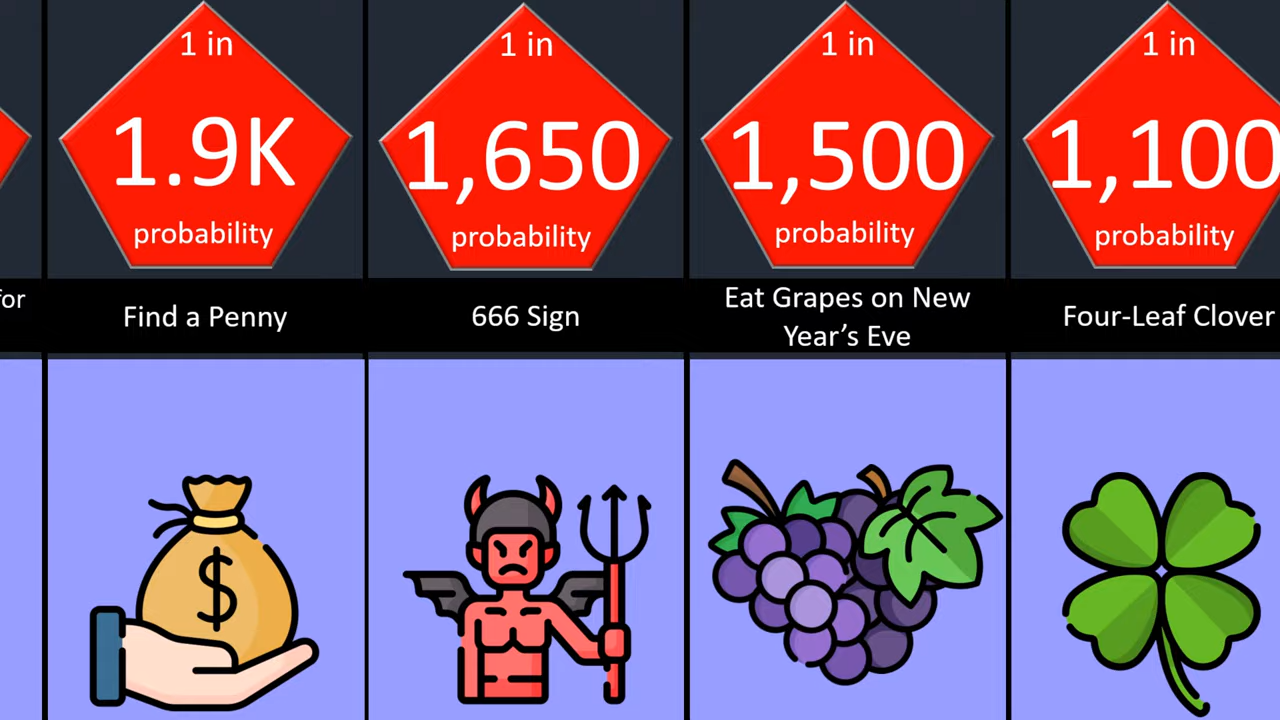 1 in
1.9K
probability
1 in
1,650
probability
1 in
1,500
probability
1 in
1,100
probability
for
Find a Penny
666 Sign
Eat Grapes on New
Year’s Eve
Four-Leaf Clover
$